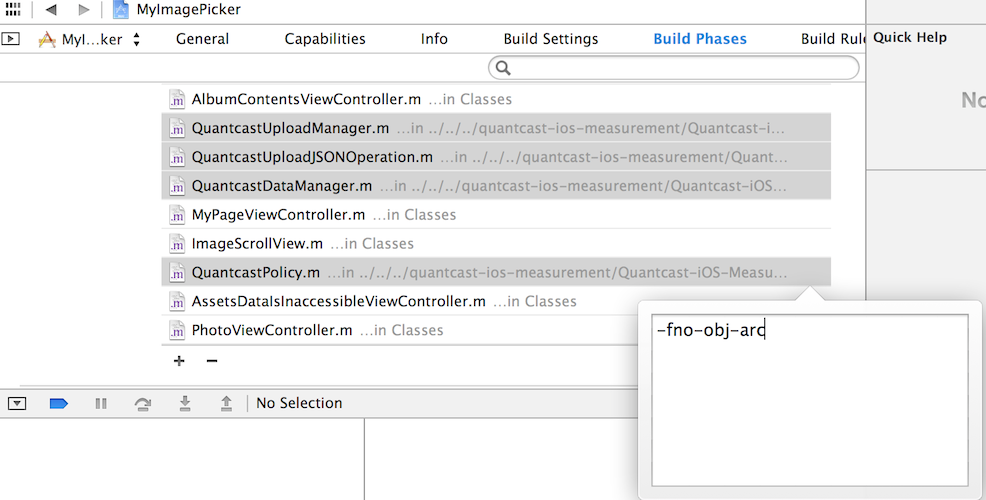 MyImagePicker
MyI...ker General Capabilities Info Build Settings Build Phases Build Rule
Quick Help
No
.m AlbumContentsViewController.m ...in Classes
.m QuantcastUploadManager.m ...in ../../../quantcast-ios-measurement/Quantcast-i...
.m QuantcastUploadJSONOperation.m ...in ../../../quantcast-ios-measurement/Quant...
.m QuantcastDataManager.m ...in ../../../quantcast-ios-measurement/Quantcast-iOS...
.m MyPageViewController.m ...in Classes
.m ImageScrollView.m ...in Classes
.m QuantcastPolicy.m ...in ../../../quantcast-ios-measurement/Quantcast-iOS-Measu...
.m AssetsDataIsInaccessibleViewController.m ...in Classes
.m PhotoViewController.m ...in Classes
-fno-obj-arc
+ −
No Selection